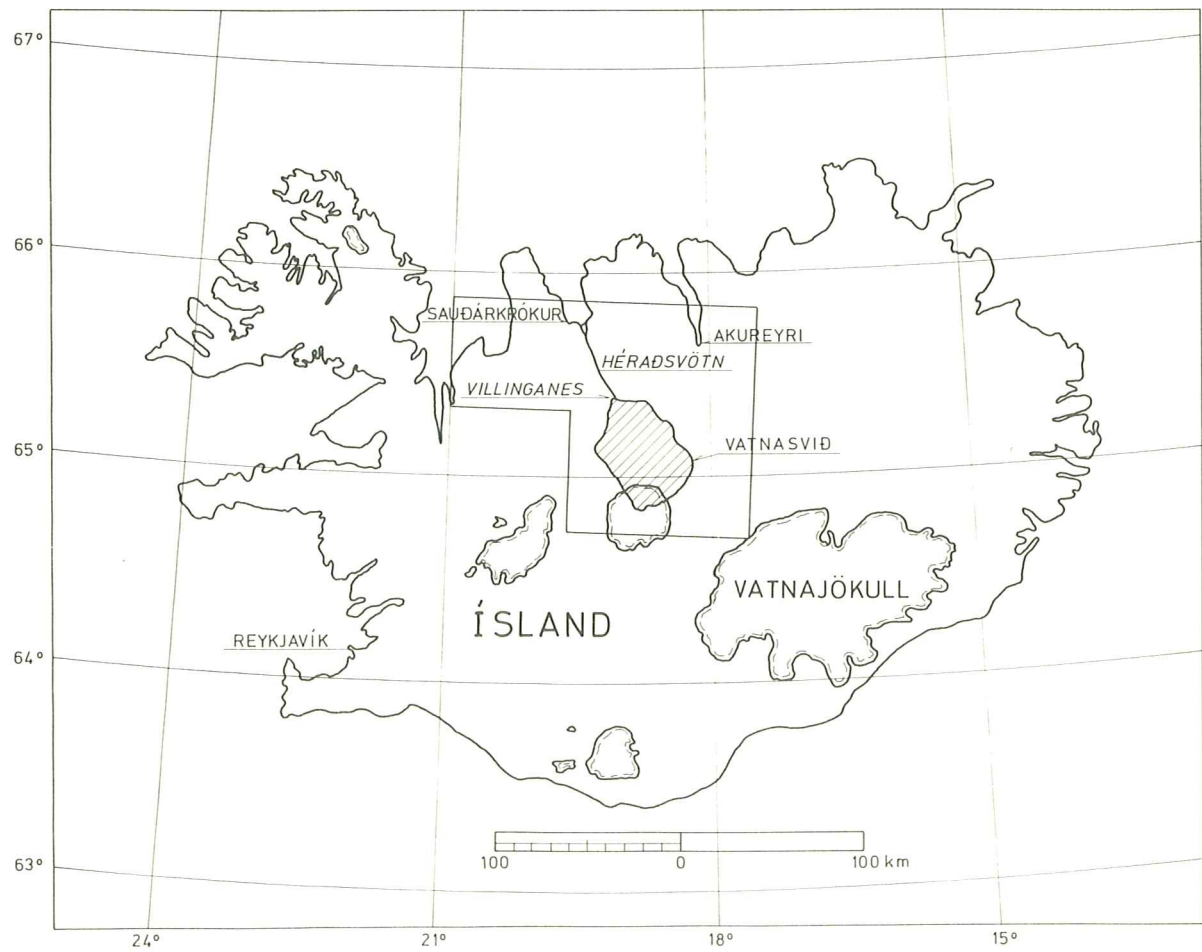 67°
66°
SAUÐÁRKRÓKUR
AKUREYRI
HÉRAÐSVÖTN
VILLINGANES
65°
VATNASVIÐ
VATNAJÖKULL
ÍSLAND
REYKJAVÍK
64°
63°
100 0 100 km
24° 21° 18° 15°